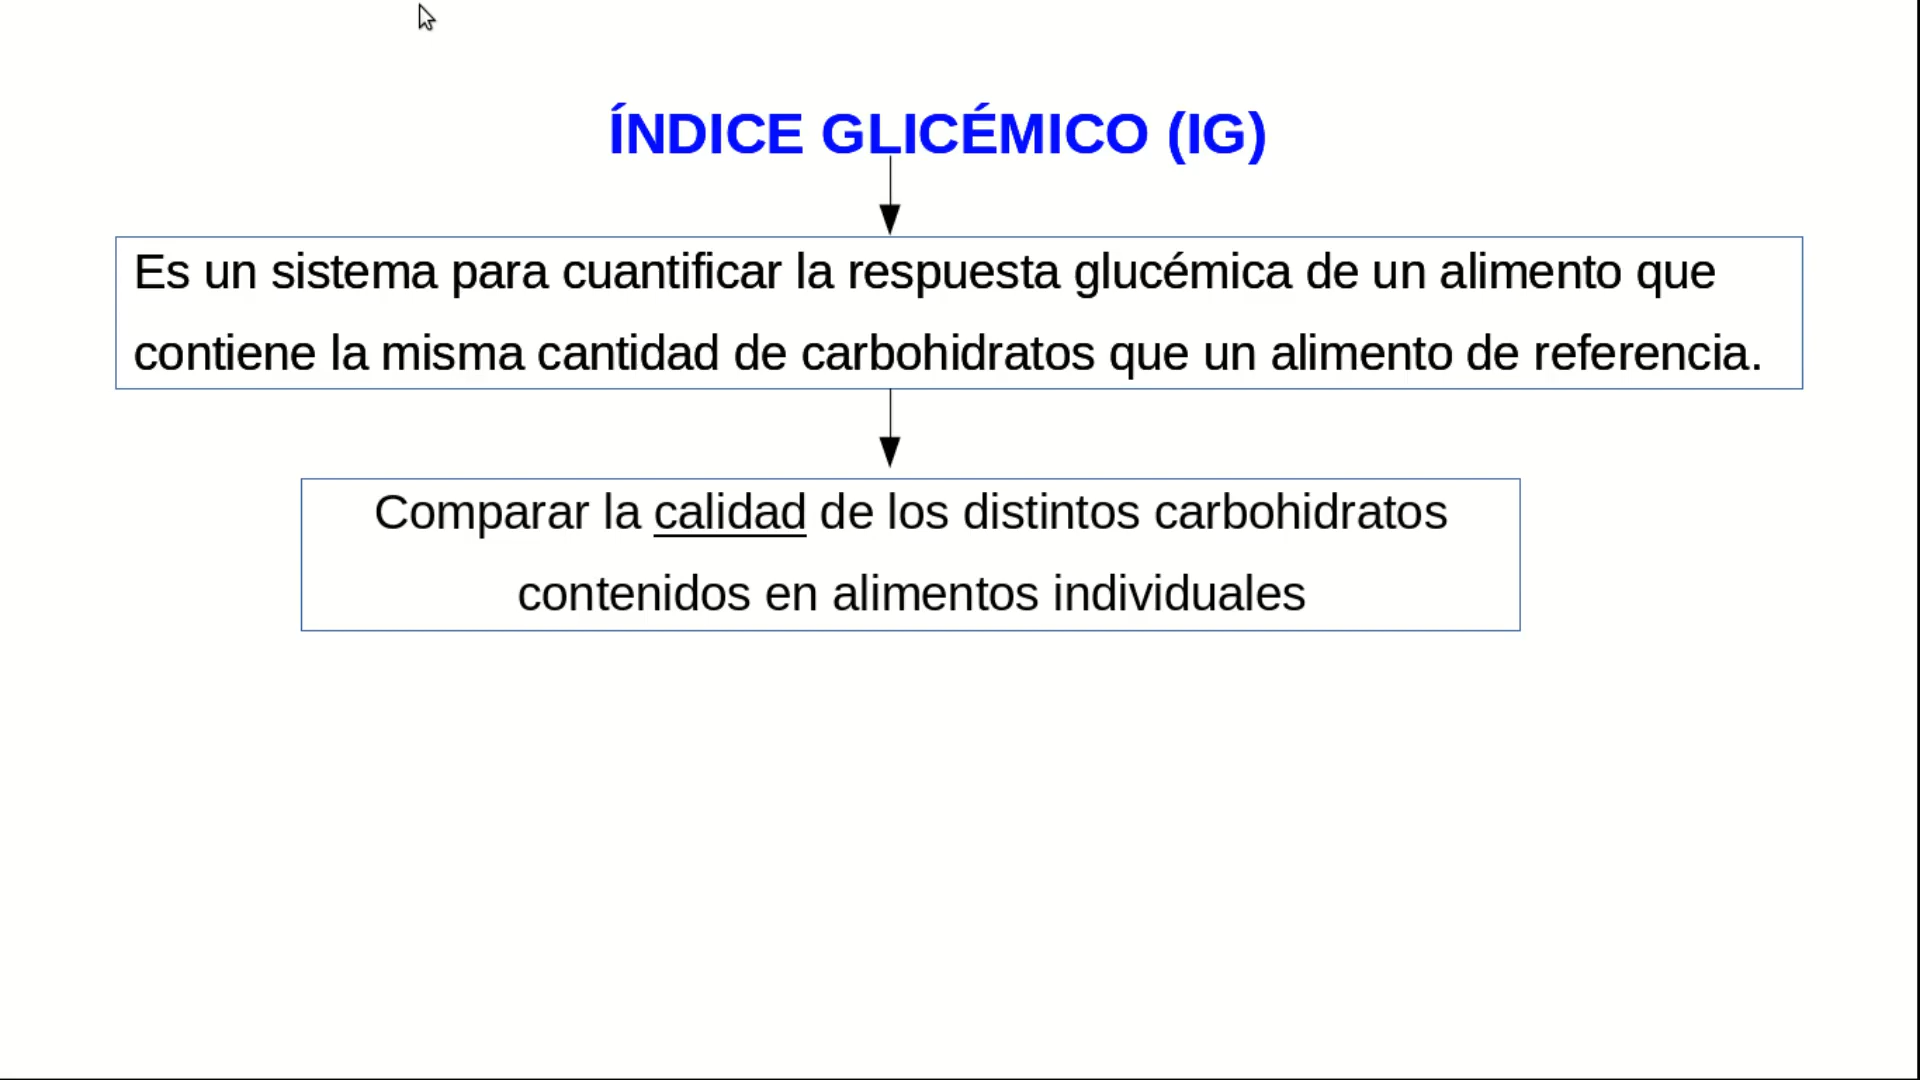 ÍNDICE GLICÉMICO (IG)
Es un sistema para cuantificar la respuesta glucémica de un alimento que
contiene la misma cantidad de carbohidratos que un alimento de referencia.
Comparar la calidad de los distintos carbohidratos
contenidos en alimentos individuales